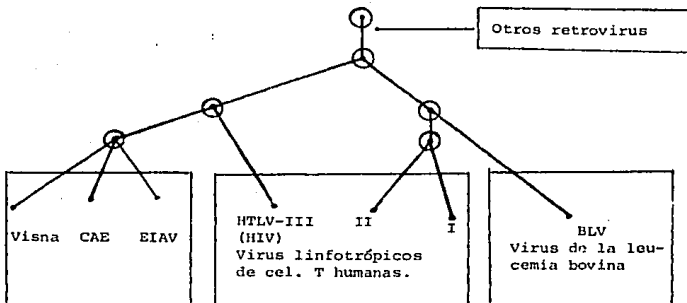 Otros retrovirus
Visna CAE EIAV
HTLV-III II I
(HIV)
Virus linfotrópicos
de cel. T humanas.
BLV
Virus de la leu-
cemia bovina